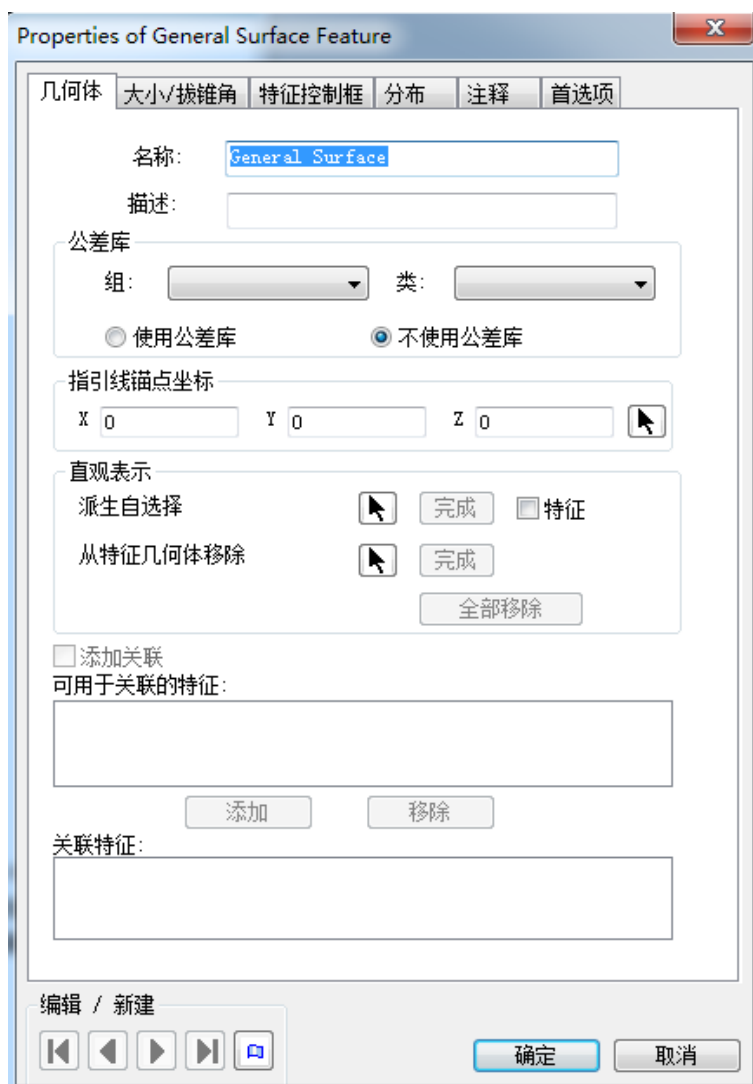 Properties of General Surface Feature
几何体 大小/拔锥角 特征控制框 分布 注释 首选项
名称: General Surface
描述:
公差库
组: 类:
使用公差库 不使用公差库
指引线锚点坐标
X 0 Y 0 Z 0
直观表示
派生自选择 完成 特征
从特征几何体移除 完成
全部移除
添加关联
可用于关联的特征:
添加 移除
关联特征:
编辑 / 新建
确定 取消